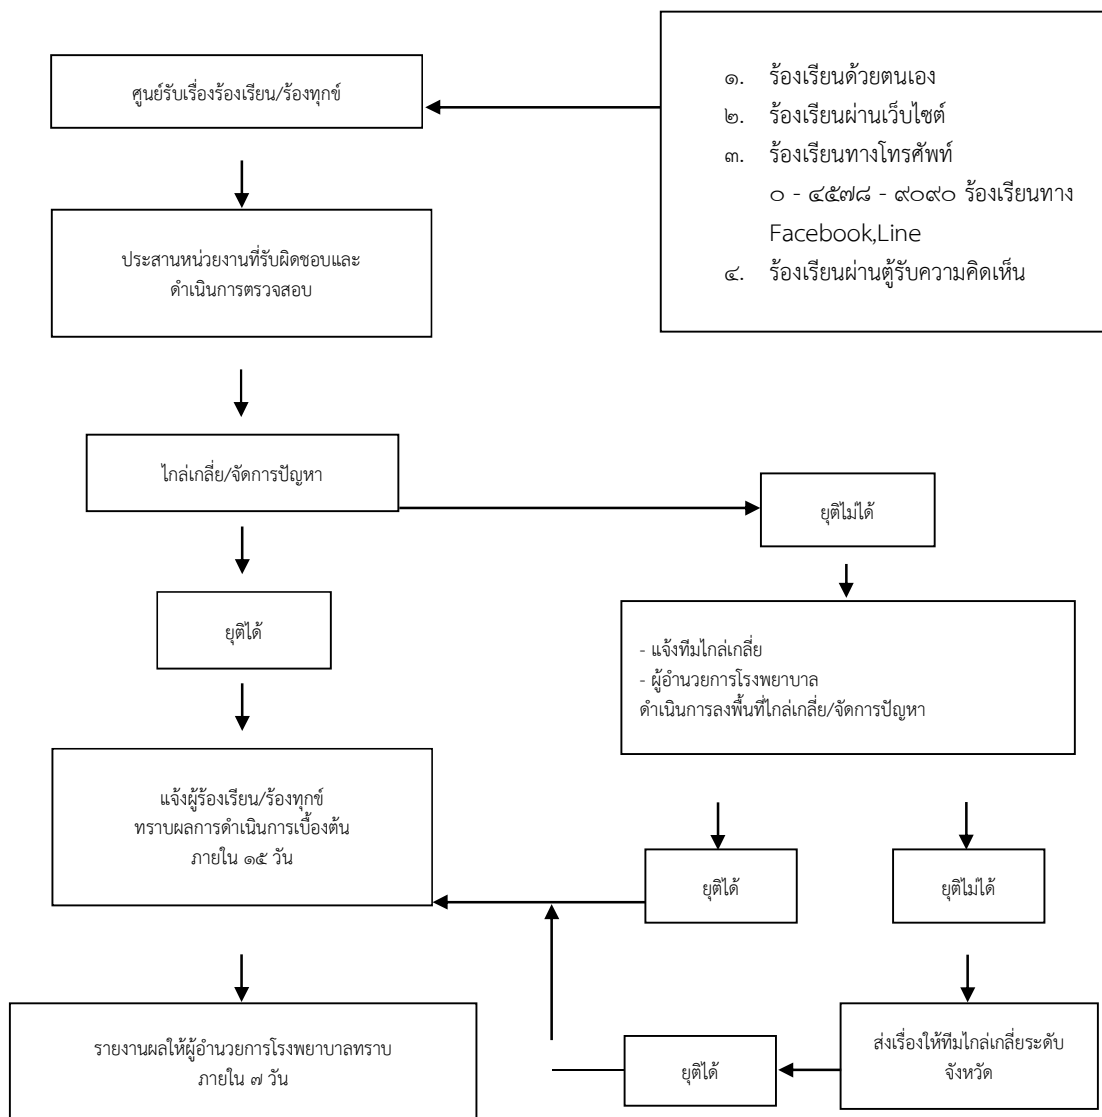 ศูนย์รับเรื่องร้องเรียน/ร้องทุกข์
๑. ร้องเรียนด้วยตนเอง
๒. ร้องเรียนผ่านเว็บไซต์
๓. ร้องเรียนทางโทรศัพท์
๐ - ๔๕๗๘ - ๙๐๙๐ ร้องเรียนทาง
Facebook,Line
๔. ร้องเรียนผ่านตู้รับความคิดเห็น
ประสานหน่วยงานที่รับผิดชอบและ
ดำเนินการตรวจสอบ
ไกล่เกลี่ย/จัดการปัญหา
ยุติไม่ได้
ยุติได้
- แจ้งทีมไกล่เกลี่ย
- ผู้อำนวยการโรงพยาบาล
ดำเนินการลงพื้นที่ไกล่เกลี่ย/จัดการปัญหา
แจ้งผู้ร้องเรียน/ร้องทุกข์
ทราบผลการดำเนินการเบื้องต้น
ภายใน ๑๕ วัน
ยุติได้
ยุติไม่ได้
รายงานผลให้ผู้อำนวยการโรงพยาบาลทราบ
ภายใน ๗ วัน
ยุติได้
ส่งเรื่องให้ทีมไกล่เกลี่ยระดับ
จังหวัด